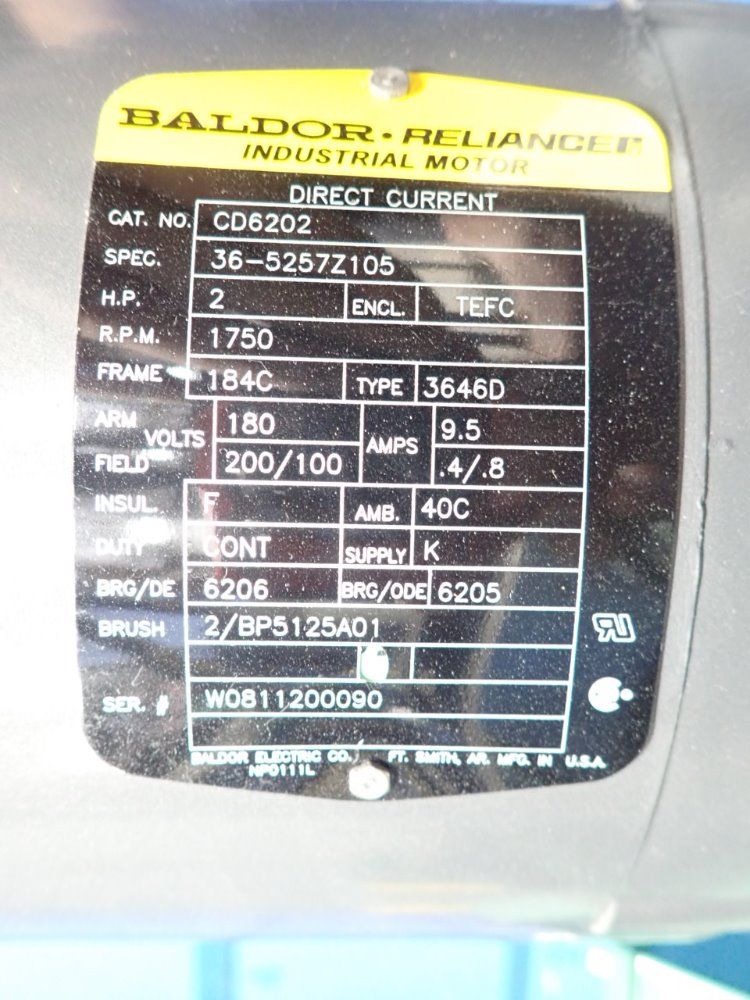 BALDOR • RELIANCER
INDUSTRIAL MOTOR
DIRECT CURRENT
CAT. NO. CD6202
SPEC. 36-5257Z105
H.P. 2 ENCL. TEFC
R.P.M. 1750
FRAME 184C TYPE 3646D
ARM VOLTS 180 AMPS 9.5
FIELD 200/100 .4/.8
INSUL. F AMB. 40C
DUTY CONT SUPPLY K
BRG/DE 6206 BRG/ODE 6205
BRUSH 2/BP5125A01
SER. # W0811200090
BALDOR ELECTRIC CO. FT. SMITH, AR. MFG. IN U.S.A.
NP0111L